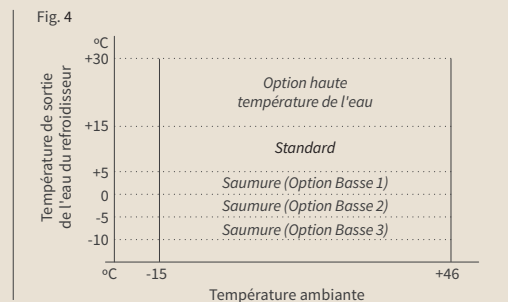 Fig. 4
ºC
+30
Option haute
température de l'eau
+15
Standard
+5
Saumure (Option Basse 1)
0
Saumure (Option Basse 2)
-5
Saumure (Option Basse 3)
-10
Température de sortie
de l'eau du refroidisseur
ºC -15 +46
Température ambiante